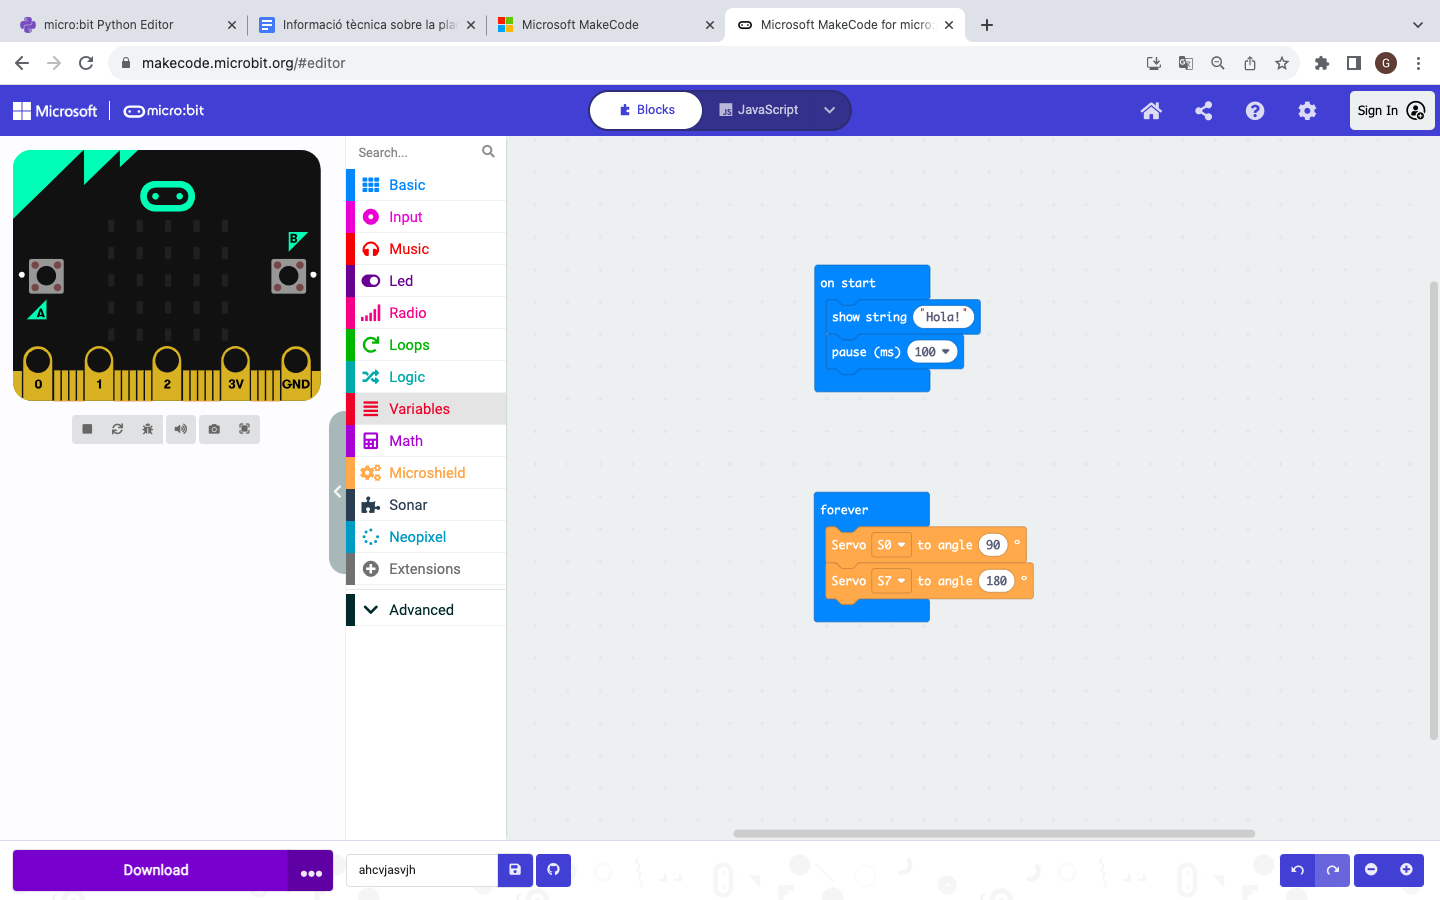 micro:bit Python Editor
Informació tècnica sobre la pla
Microsoft MakeCode
Microsoft MakeCode for micro:
makecode.microbit.org/#editor
G
Microsoft
micro:bit
Blocks
JS JavaScript
Sign In
B
A
0 1 2 3V GND
Search...
Basic
Input
Music
Led
Radio
Loops
Logic
Variables
Math
Microshield
Sonar
Neopixel
Extensions
Advanced
on start
show string "Hola!"
pause (ms) 100
forever
Servo S0 to angle 90 °
Servo S7 to angle 180 °
Download
ahcvjasvjh